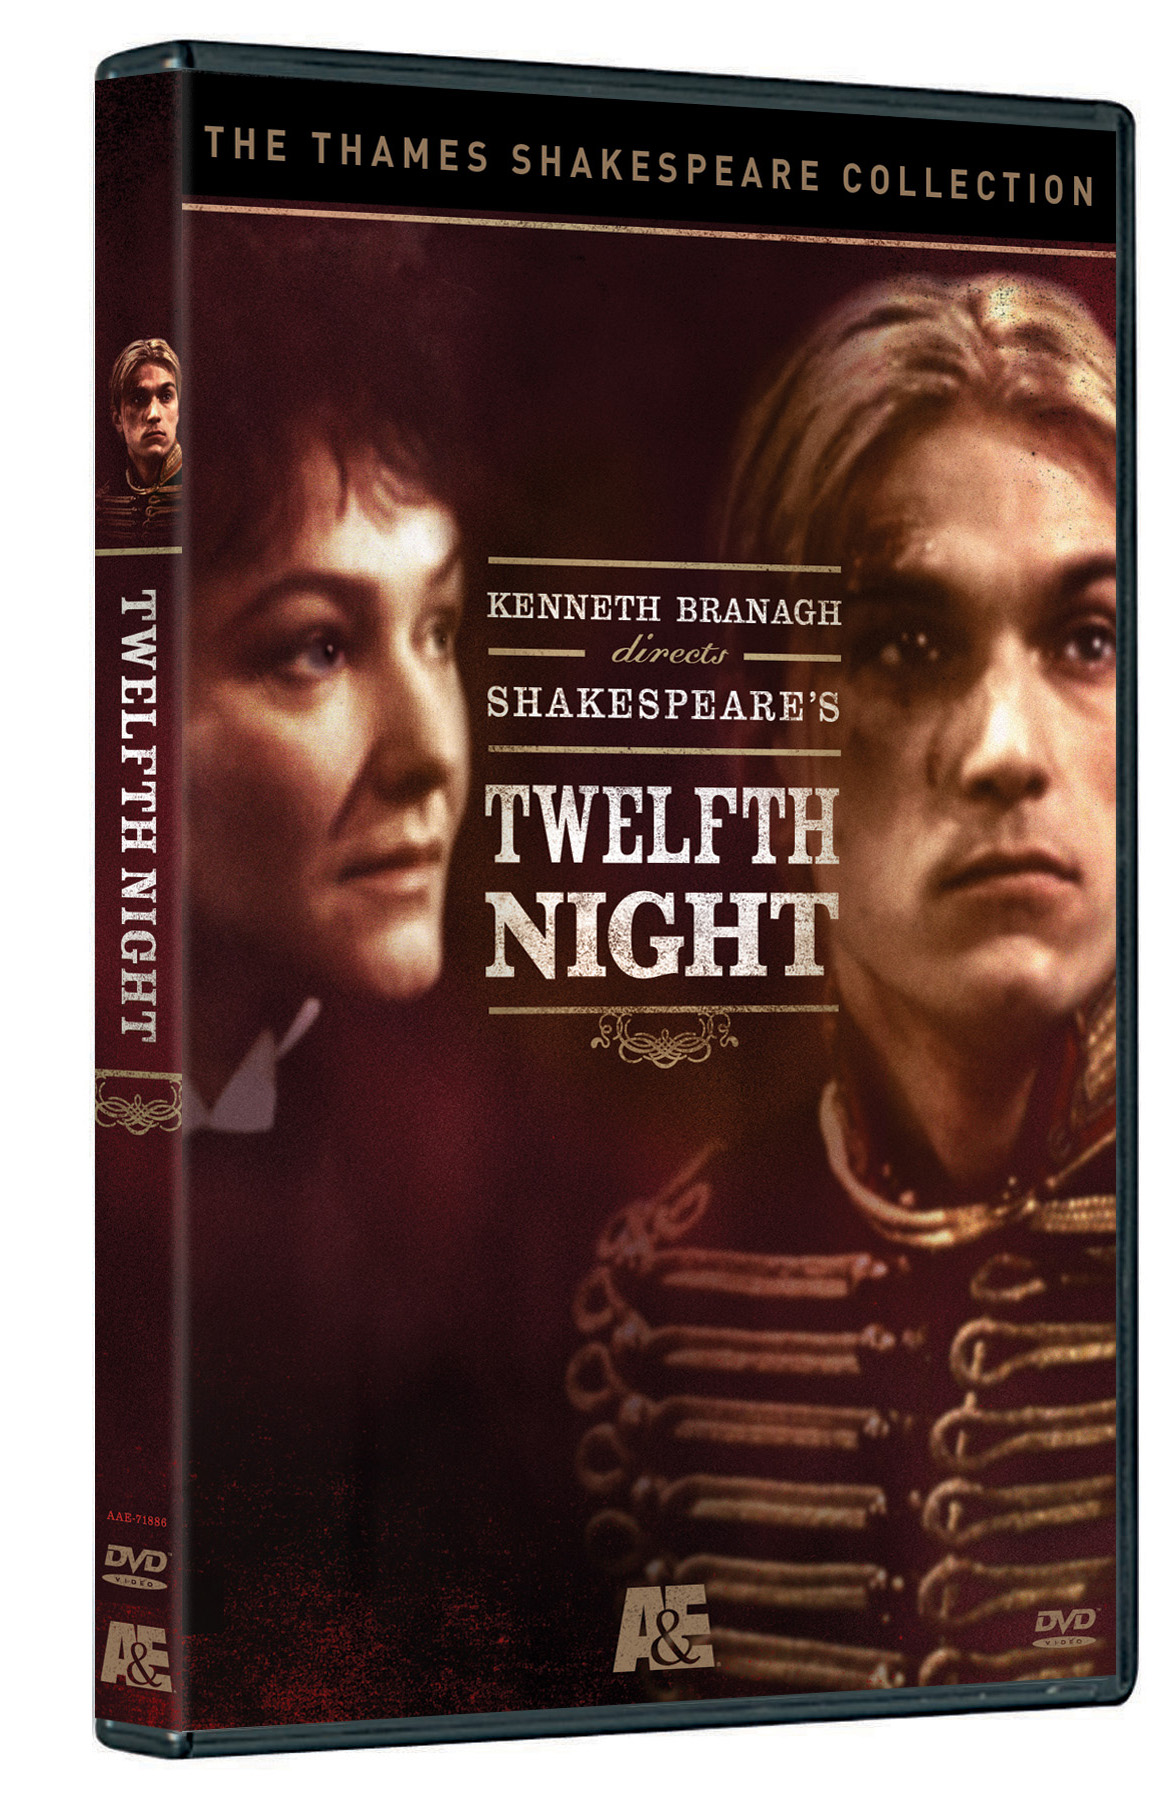 THE THAMES SHAKESPEARE COLLECTION
KENNETH BRANAGH
directs
SHAKESPEARE'S
TWELFTH
NIGHT
A&E
DVD
VIDEO
TWELFTH NIGHT
AAE-71886
DVD
VIDEO
A&E